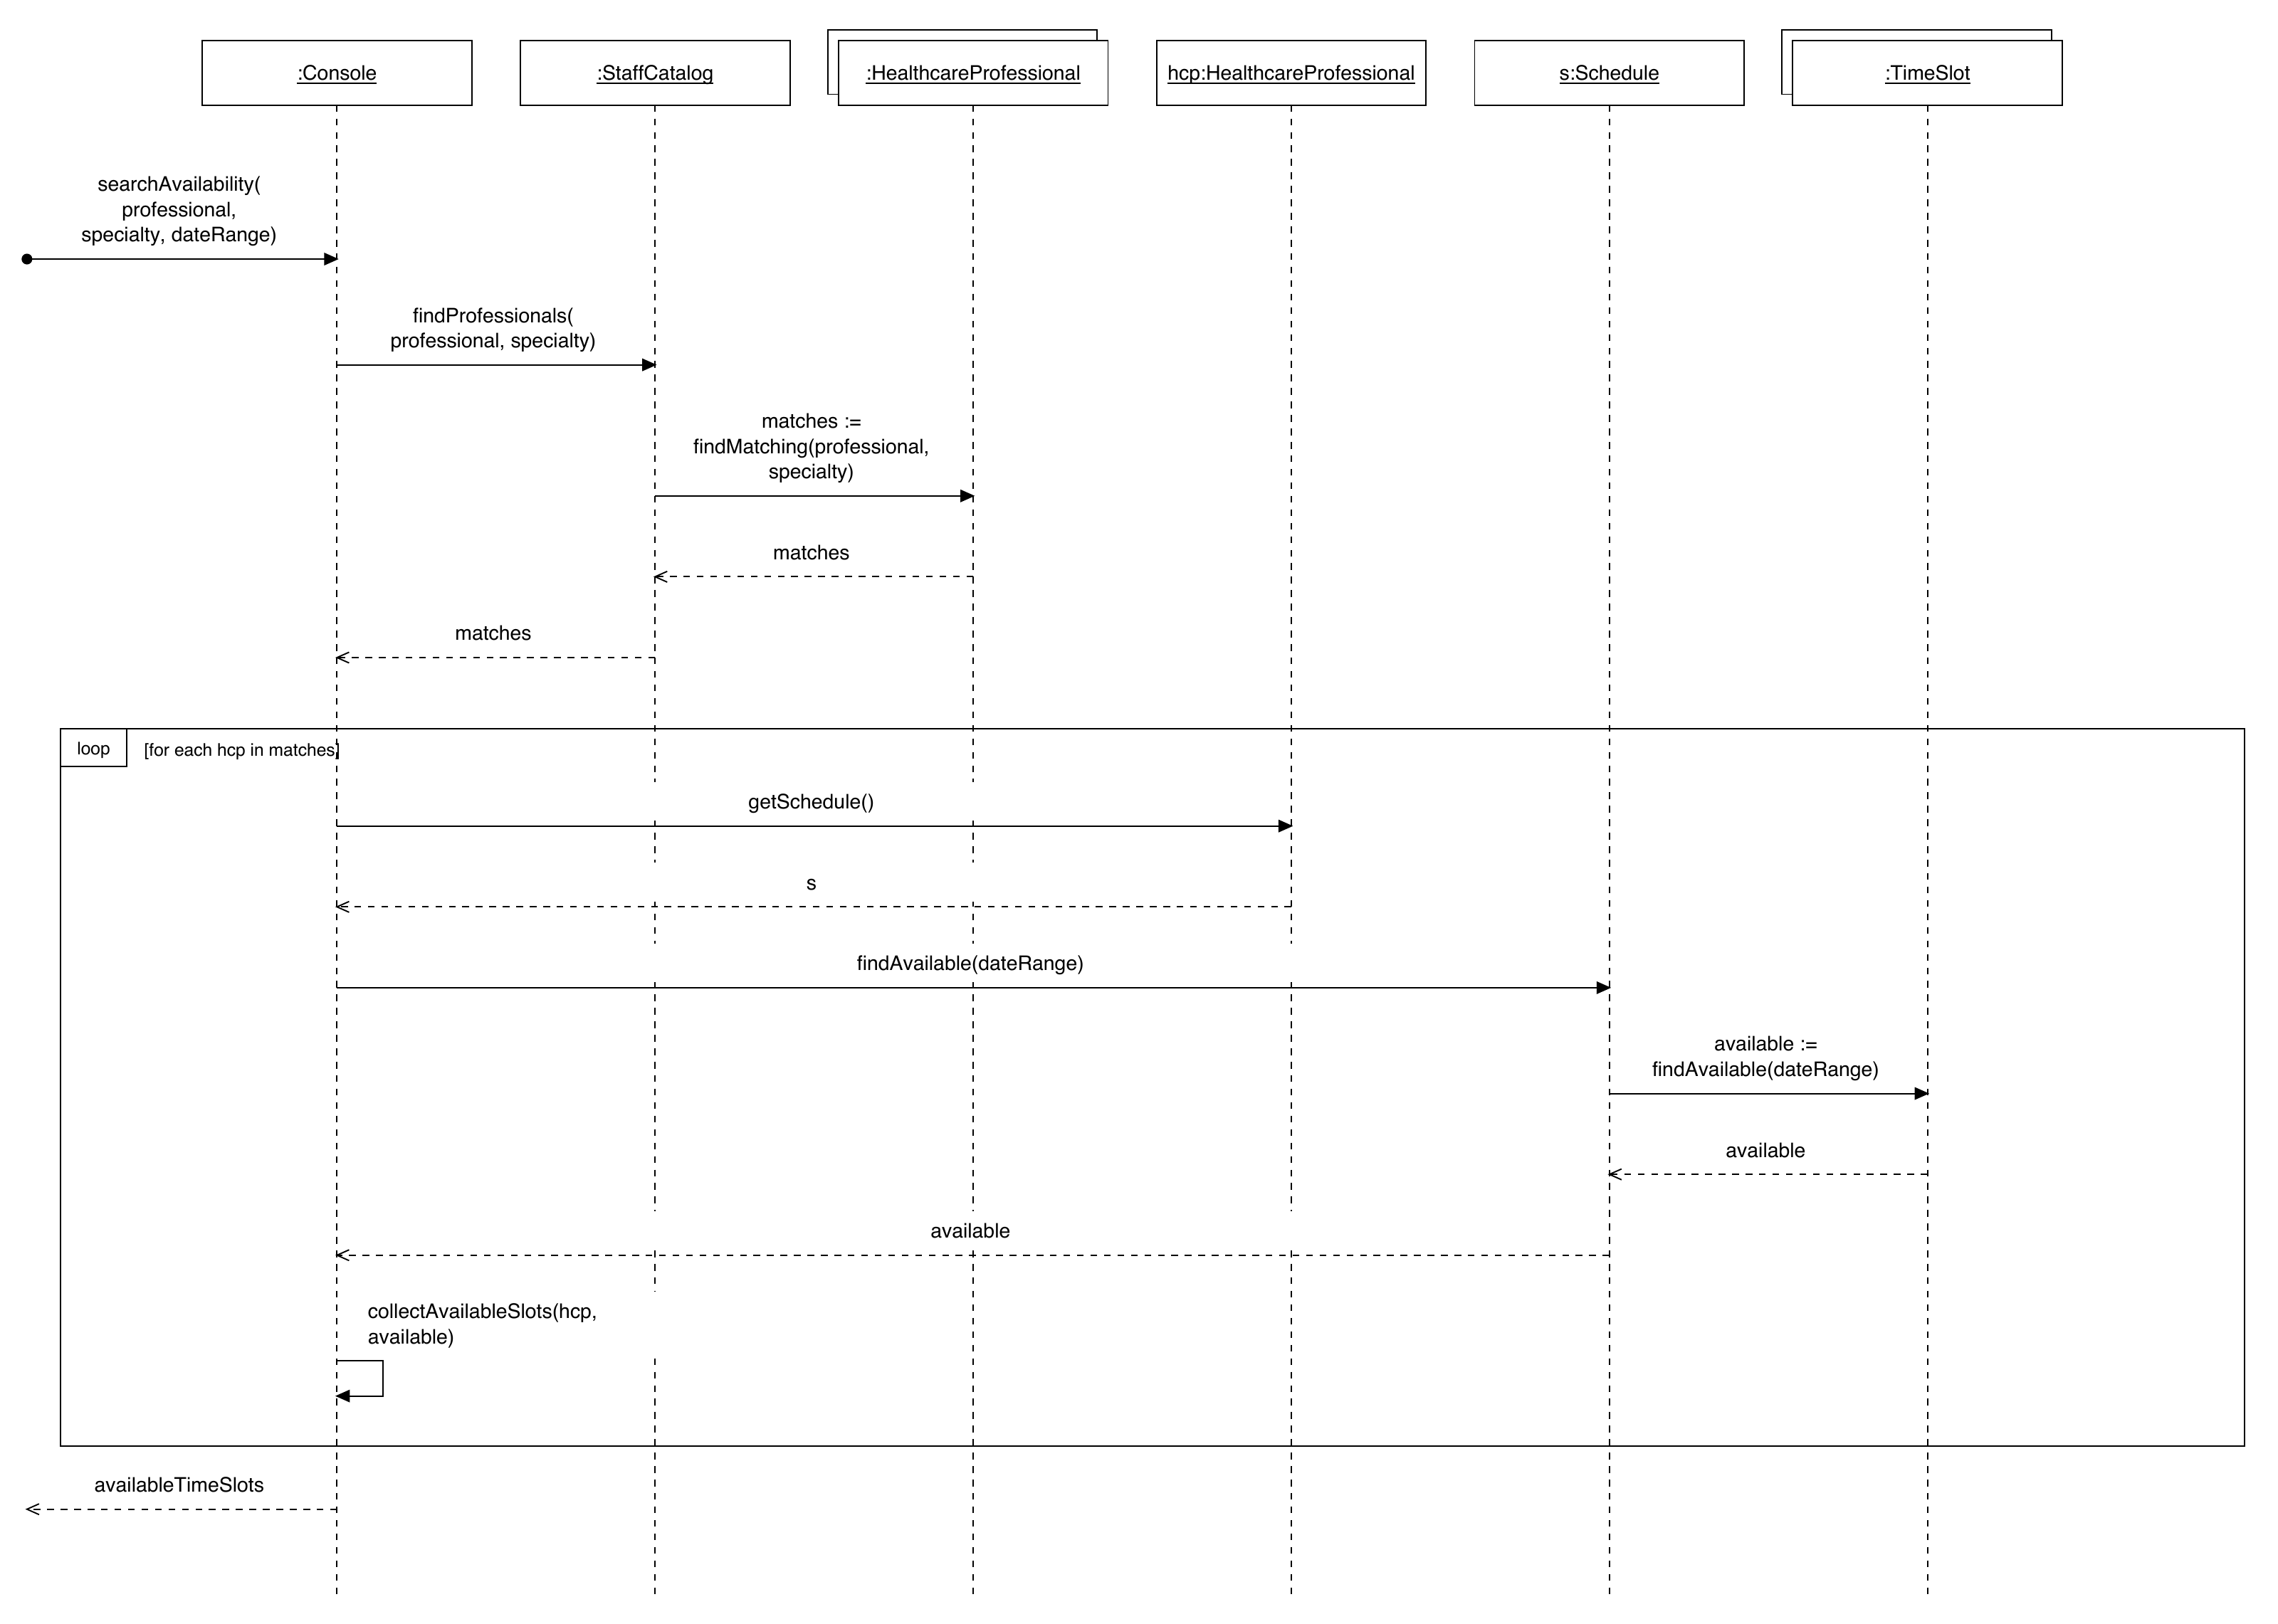 :Console
:StaffCatalog
:HealthcareProfessional
hcp:HealthcareProfessional
s:Schedule
:TimeSlot
searchAvailability(
professional,
specialty, dateRange)
findProfessionals(
professional, specialty)
matches :=
findMatching(professional,
specialty)
matches
matches
loop
[for each hcp in matches]
getSchedule()
s
findAvailable(dateRange)
available :=
findAvailable(dateRange)
available
available
collectAvailableSlots(hcp,
available)
availableTimeSlots